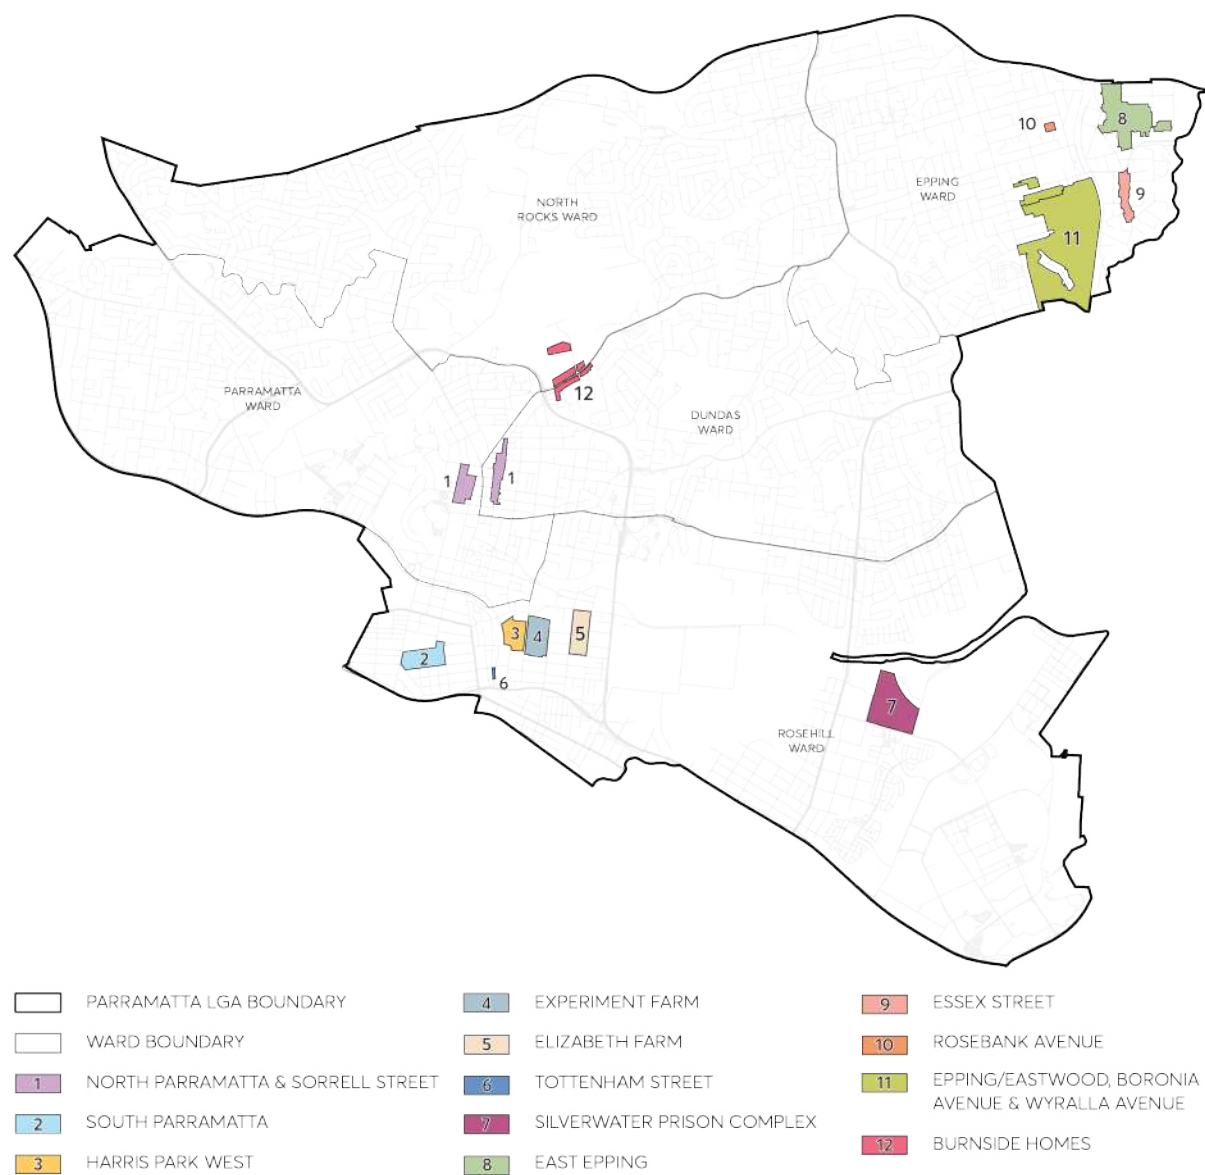 10
8
EPPING
WARD
9
NORTH
ROCKS WARD
11
PARRAMATTA
WARD
12
DUNDAS
WARD
1
1
3
4
5
2
6
7
ROSEHILL
WARD
PARRAMATTA LGA BOUNDARY
WARD BOUNDARY
1 NORTH PARRAMATTA & SORRELL STREET
2 SOUTH PARRAMATTA
3 HARRIS PARK WEST
4 EXPERIMENT FARM
5 ELIZABETH FARM
6 TOTTENHAM STREET
7 SILVERWATER PRISON COMPLEX
8 EAST EPPING
9 ESSEX STREET
10 ROSEBANK AVENUE
11 EPPING/EASTWOOD, BORONIA
AVENUE & WYRALLA AVENUE
12 BURNSIDE HOMES